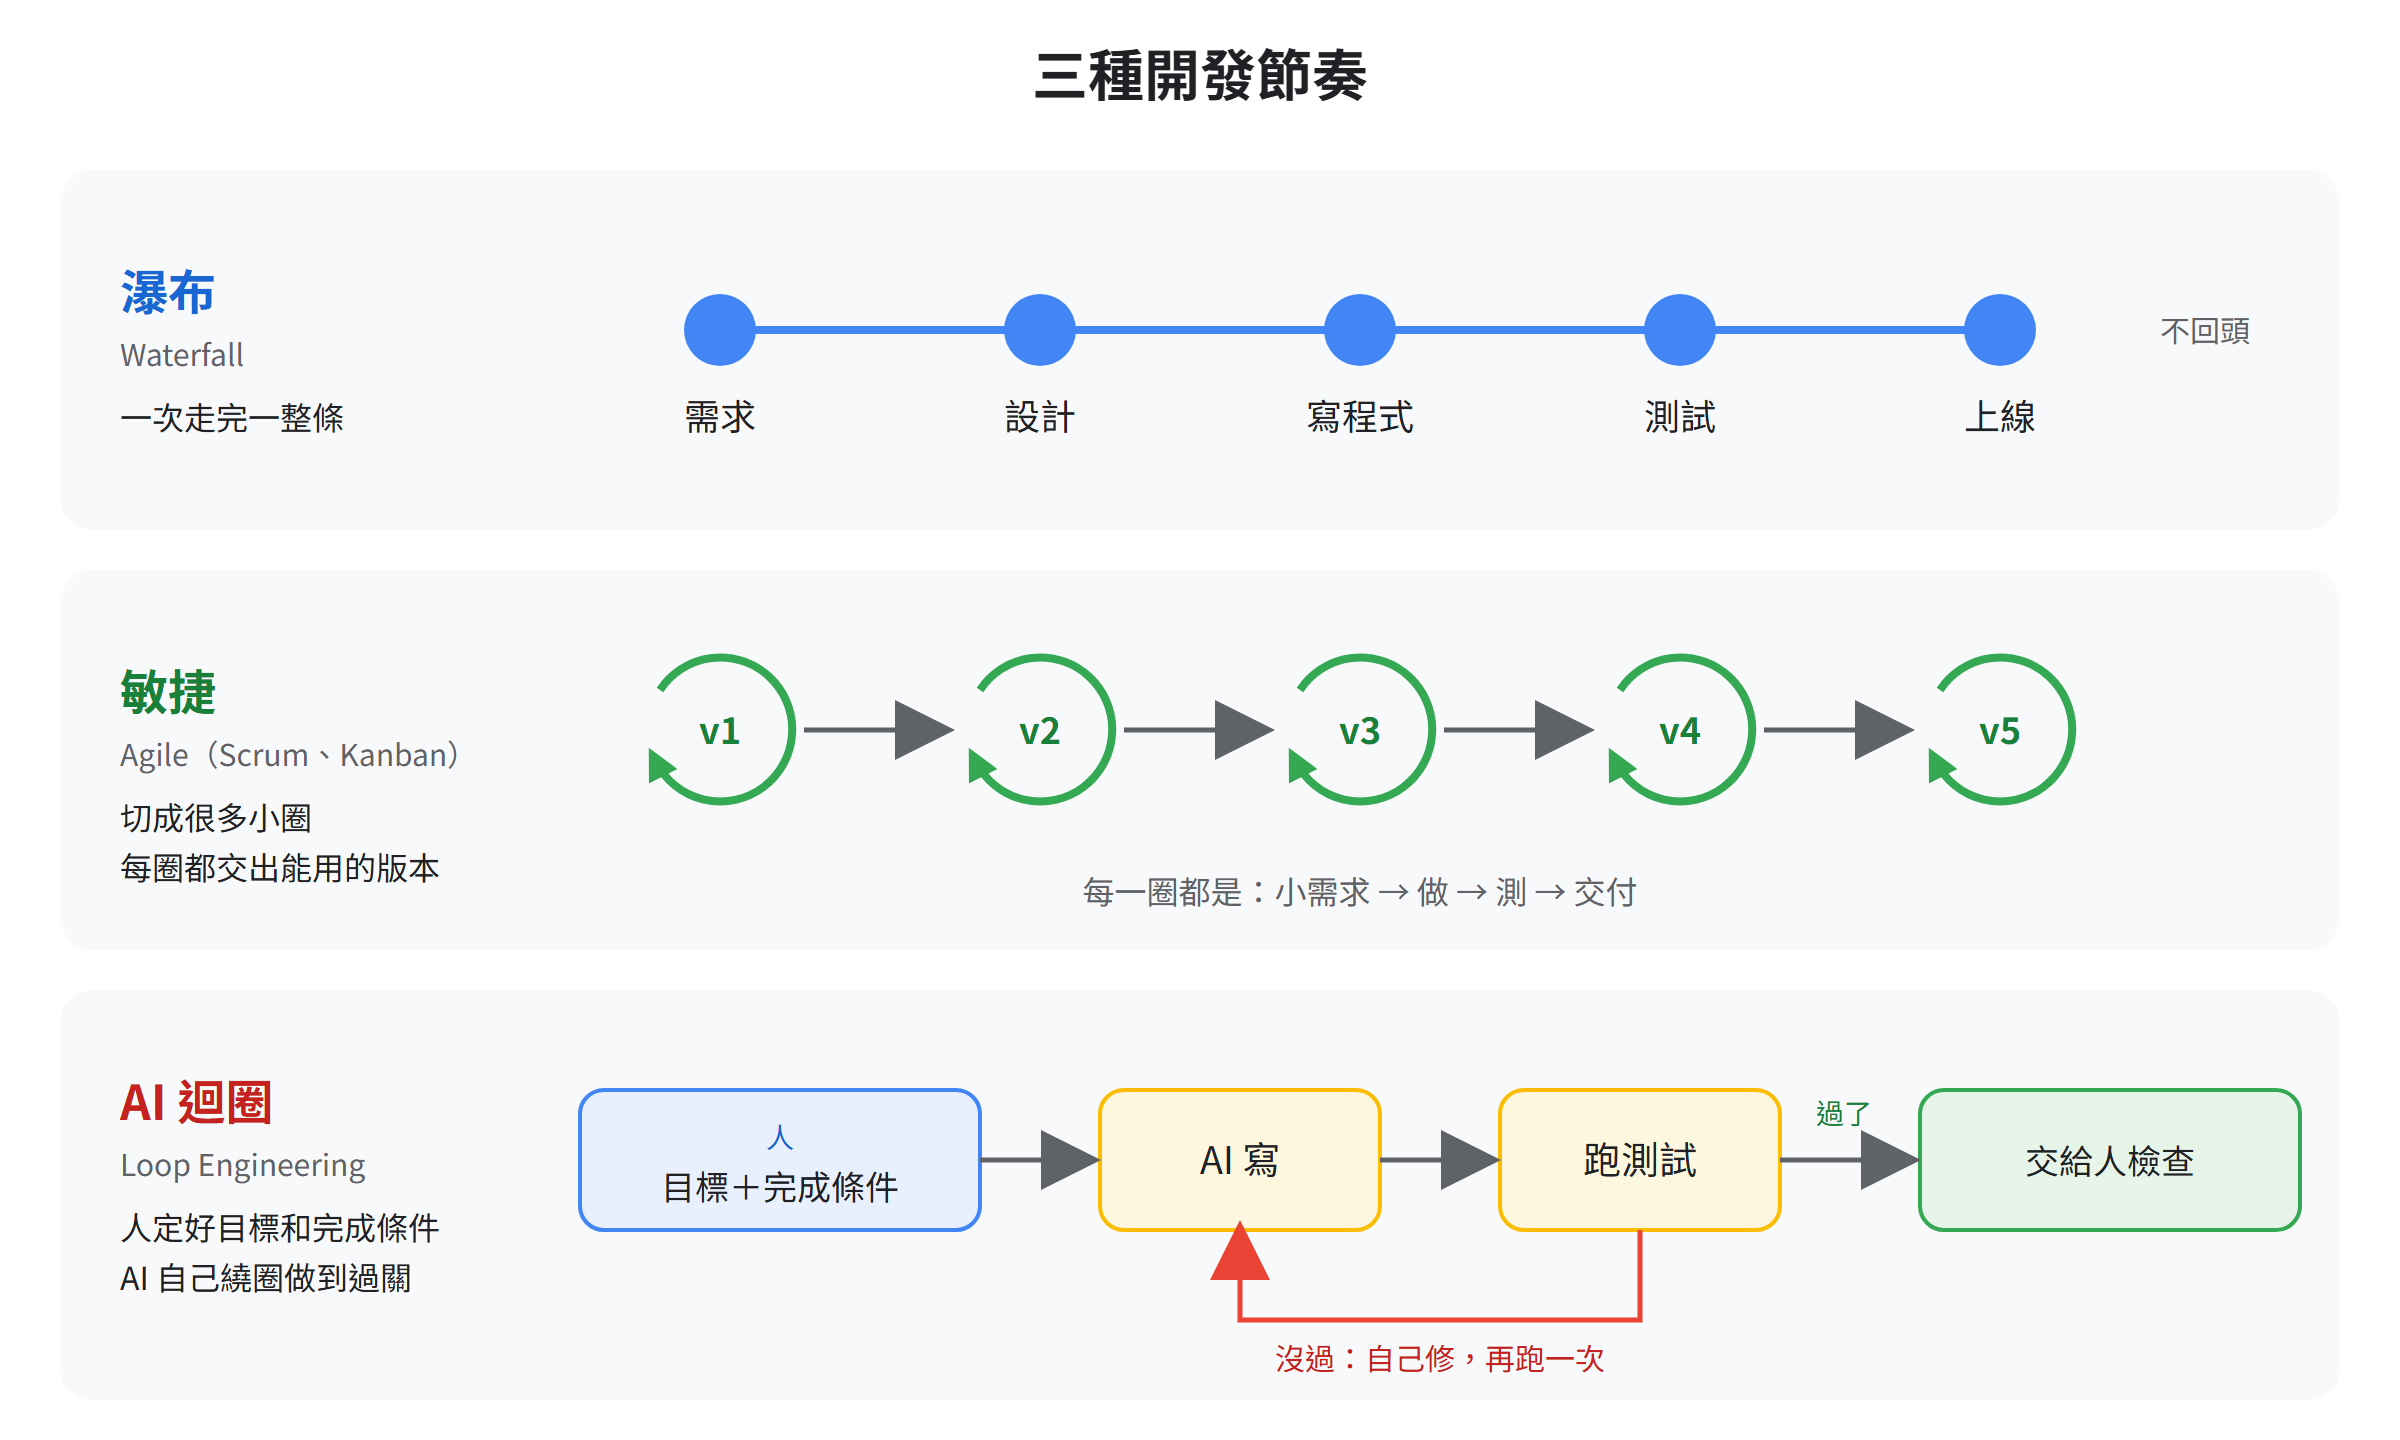 三種開發節奏
瀑布
Waterfall
一次走完一整條
需求
設計
寫程式
測試
上線
不回頭
敏捷
Agile（Scrum、Kanban）
切成很多小圈
每圈都交出能用的版本
v1
v2
v3
v4
v5
每一圈都是：小需求 → 做 → 測 → 交付
AI 迴圈
Loop Engineering
人定好目標和完成條件
AI 自己繞圈做到過關
人
目標＋完成條件
AI 寫
跑測試
過了
交給人檢查
沒過：自己修，再跑一次